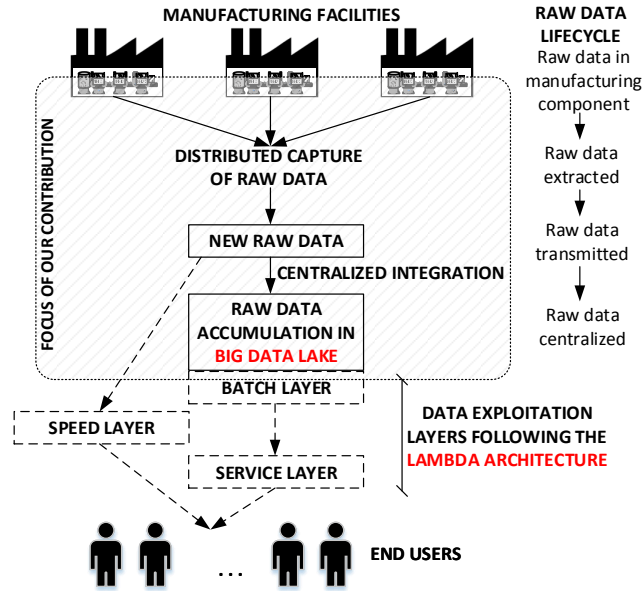 MANUFACTURING FACILITIES
RAW DATA
LIFECYCLE
Raw data in
manufacturing
component
Raw data
extracted
Raw data
transmitted
Raw data
centralized
FOCUS OF OUR CONTRIBUTION
DISTRIBUTED CAPTURE
OF RAW DATA
NEW RAW DATA
CENTRALIZED INTEGRATION
RAW DATA
ACCUMULATION IN
BIG DATA LAKE
BATCH LAYER
SPEED LAYER
SERVICE LAYER
DATA EXPLOITATION
LAYERS FOLLOWING THE
LAMBDA ARCHITECTURE
...
END USERS